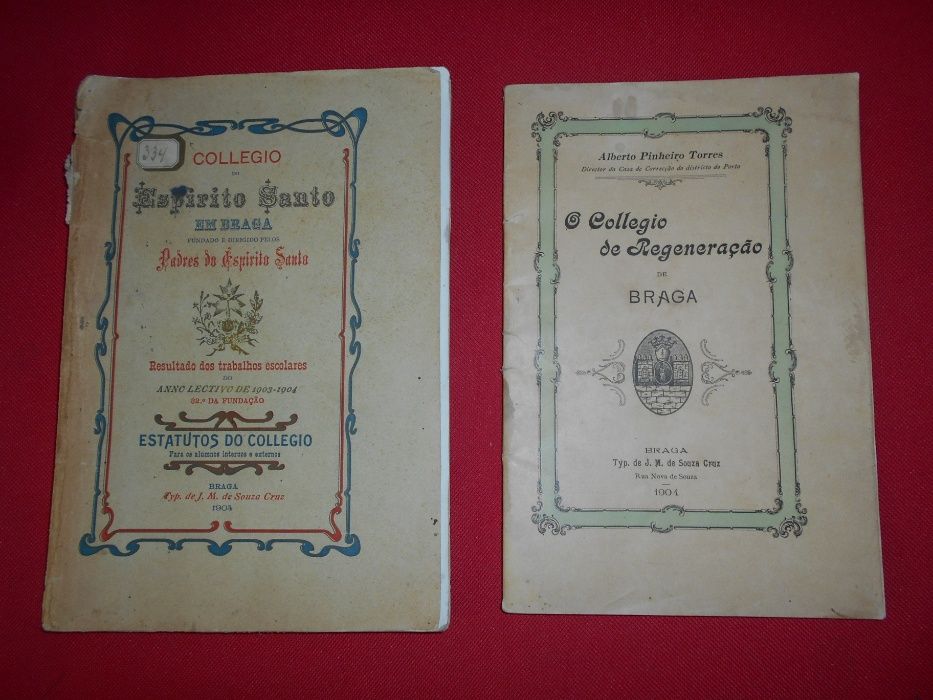 334
COLLEGIO
DO
Espirito Santo
EM BRAGA
FUNDADO E DIRIGIDO PELOS
Padres do Espirito Santo
Resultado dos trabalhos escolares
DO
ANNO LECTIVO DE 1903-1904
32.º DA FUNDAÇÃO
ESTATUTOS DO COLLEGIO
Para os alumnos internos e externos
BRAGA
Typ. de J. M. de Souza Cruz
1904
Alberto Pinheiro Torres
Director da Casa de Correcção do districto do Porto
O Collegio
de Regeneração
DE
BRAGA
BRAGA
Typ. de J. M. de Souza Cruz
Rua Nova de Souza
1904